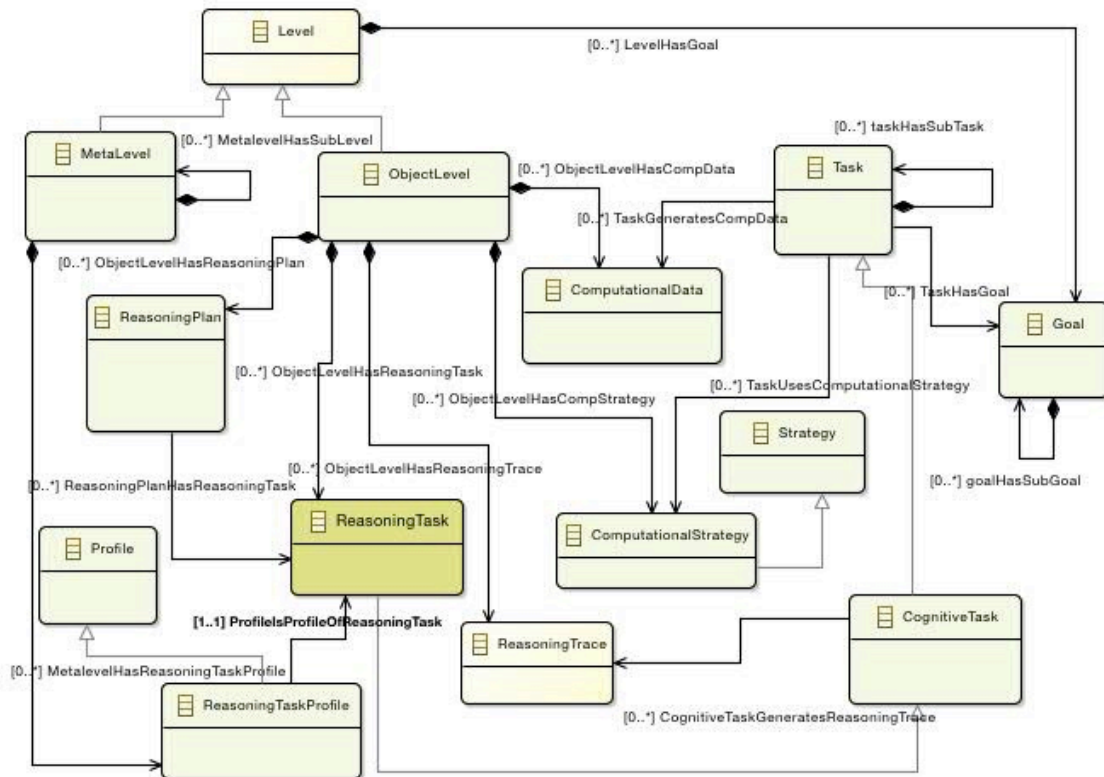 Level
[0..*] LevelHasGoal
MetaLevel
[0..*] MetalevelHasSubLevel
ObjectLevel
[0..*] ObjectLevelHasCompData
[0..*] taskHasSubTask
Task
[0..*] TaskGeneratesCompData
[0..*] ObjectLevelHasReasoningPlan
ReasoningPlan
ComputationalData
[0..*] TaskHasGoal
Goal
[0..*] ObjectLevelHasReasoningTask
[0..*] ObjectLevelHasCompStrategy
[0..*] TaskUsesComputationalStrategy
Strategy
[0..*] ObjectLevelHasReasoningTrace
[0..*] ReasoningPlanHasReasoningTask
[0..*] goalHasSubGoal
ReasoningTask
Profile
ComputationalStrategy
[1..1] ProfileIsProfileOfReasoningTask
CognitiveTask
ReasoningTrace
[0..*] MetalevelHasReasoningTaskProfile
ReasoningTaskProfile
[0..*] CognitiveTaskGeneratesReasoningTrace